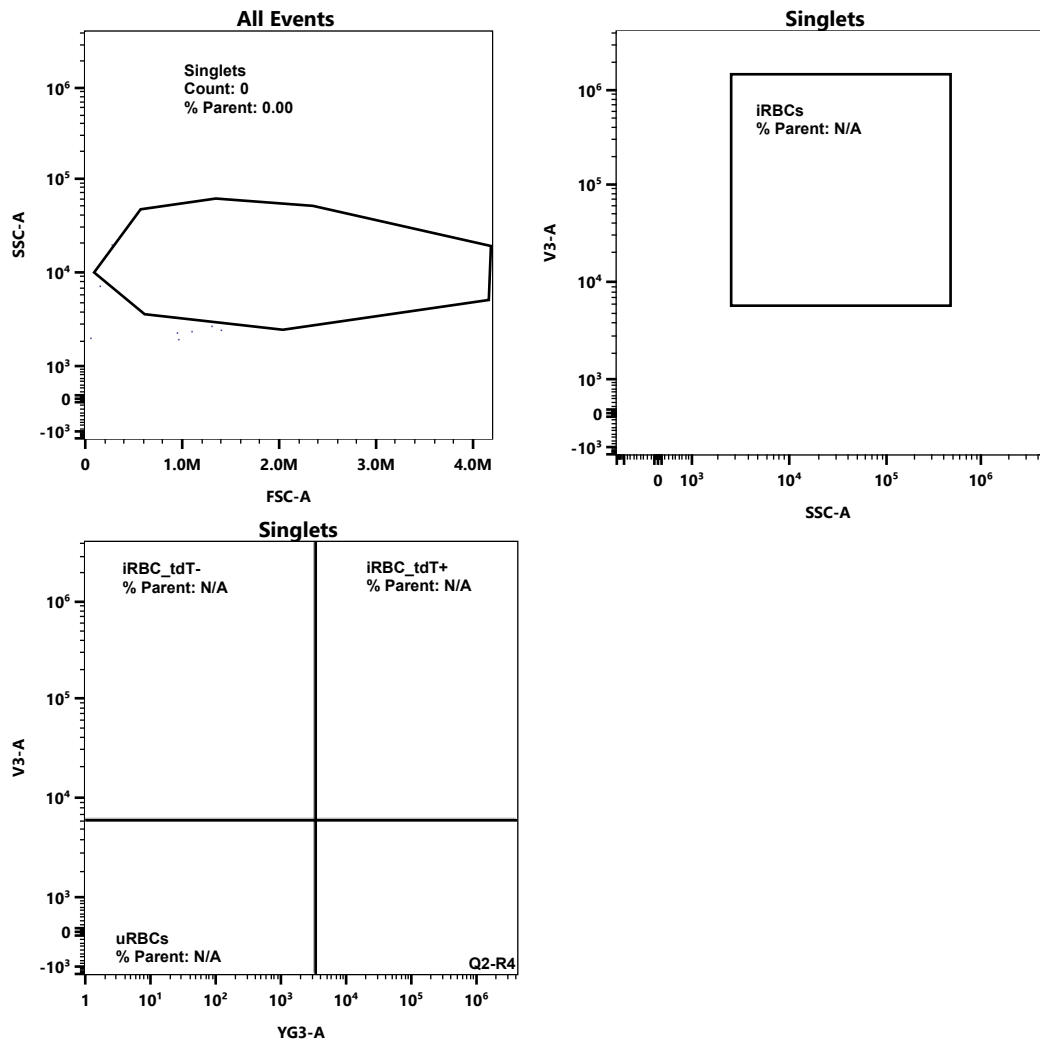 All Events
Singlets
Count: 0
% Parent: 0.00
10⁶
10⁵
10⁴
10³
0
-10³
SSC-A
0
1.0M
2.0M
3.0M
4.0M
FSC-A
Singlets
iRBCs
% Parent: N/A
10⁶
10⁵
10⁴
10³
0
-10³
V3-A
0
10³
10⁴
10⁵
10⁶
SSC-A
Singlets
iRBC_tdT-
% Parent: N/A
iRBC_tdT+
% Parent: N/A
10⁶
10⁵
10⁴
10³
0
-10³
V3-A
uRBCs
% Parent: N/A
Q2-R4
1
10¹
10²
10³
10⁴
10⁵
10⁶
YG3-A